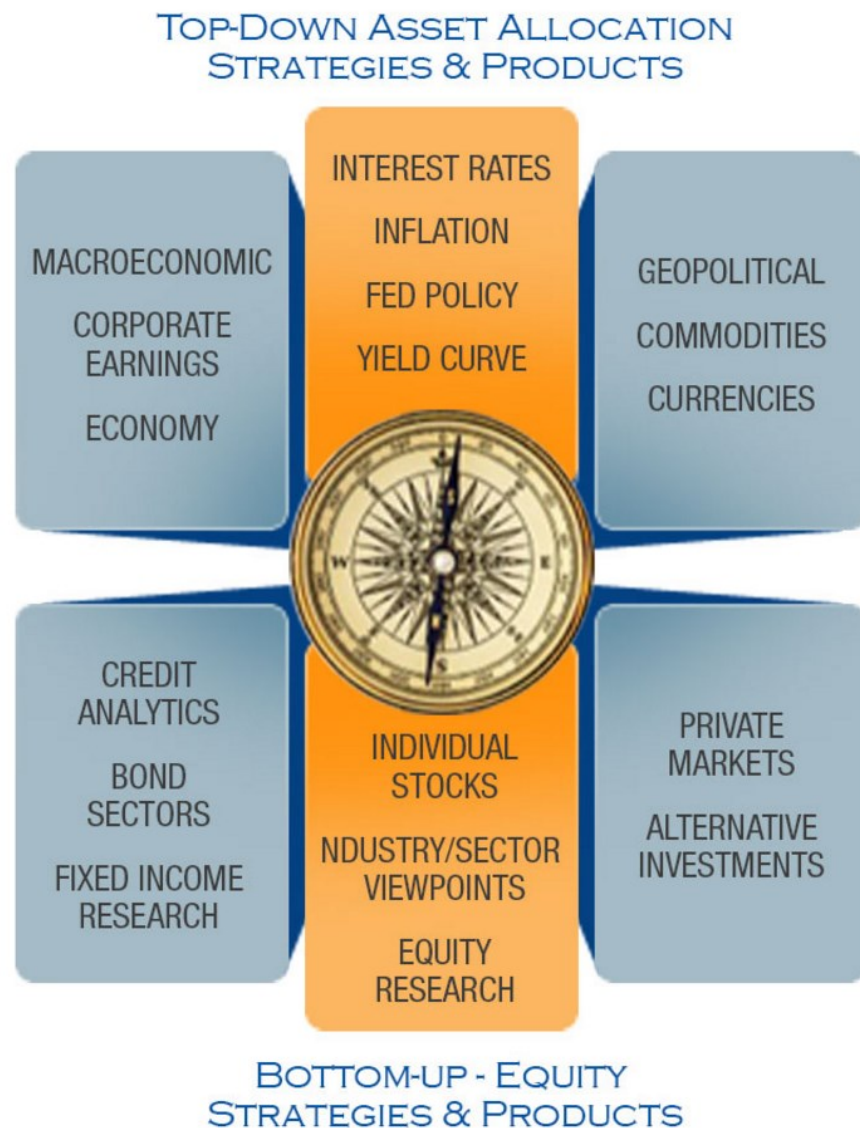 TOP-DOWN ASSET ALLOCATION
STRATEGIES & PRODUCTS
MACROECONOMIC
CORPORATE
EARNINGS
ECONOMY
INTEREST RATES
INFLATION
FED POLICY
YIELD CURVE
GEOPOLITICAL
COMMODITIES
CURRENCIES
W
E
S
CREDIT
ANALYTICS
BOND
SECTORS
FIXED INCOME
RESEARCH
INDIVIDUAL
STOCKS
NDUSTRY/SECTOR
VIEWPOINTS
EQUITY
RESEARCH
PRIVATE
MARKETS
ALTERNATIVE
INVESTMENTS
BOTTOM-UP - EQUITY
STRATEGIES & PRODUCTS